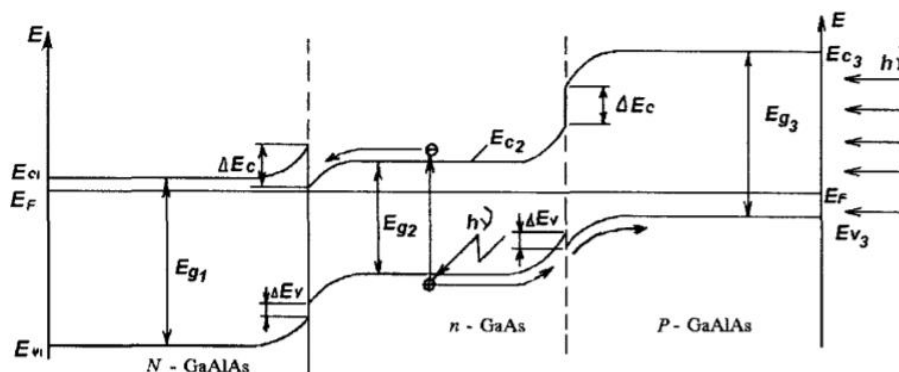 E
E
Ec3
hν
ΔEc
Eg3
ΔEc
Ec2
Ec1
EF
EF
Eg2
hν
ΔEv
Ev3
Eg1
ΔEv
n - GaAs
P - GaAlAs
Ev1
N - GaAlAs